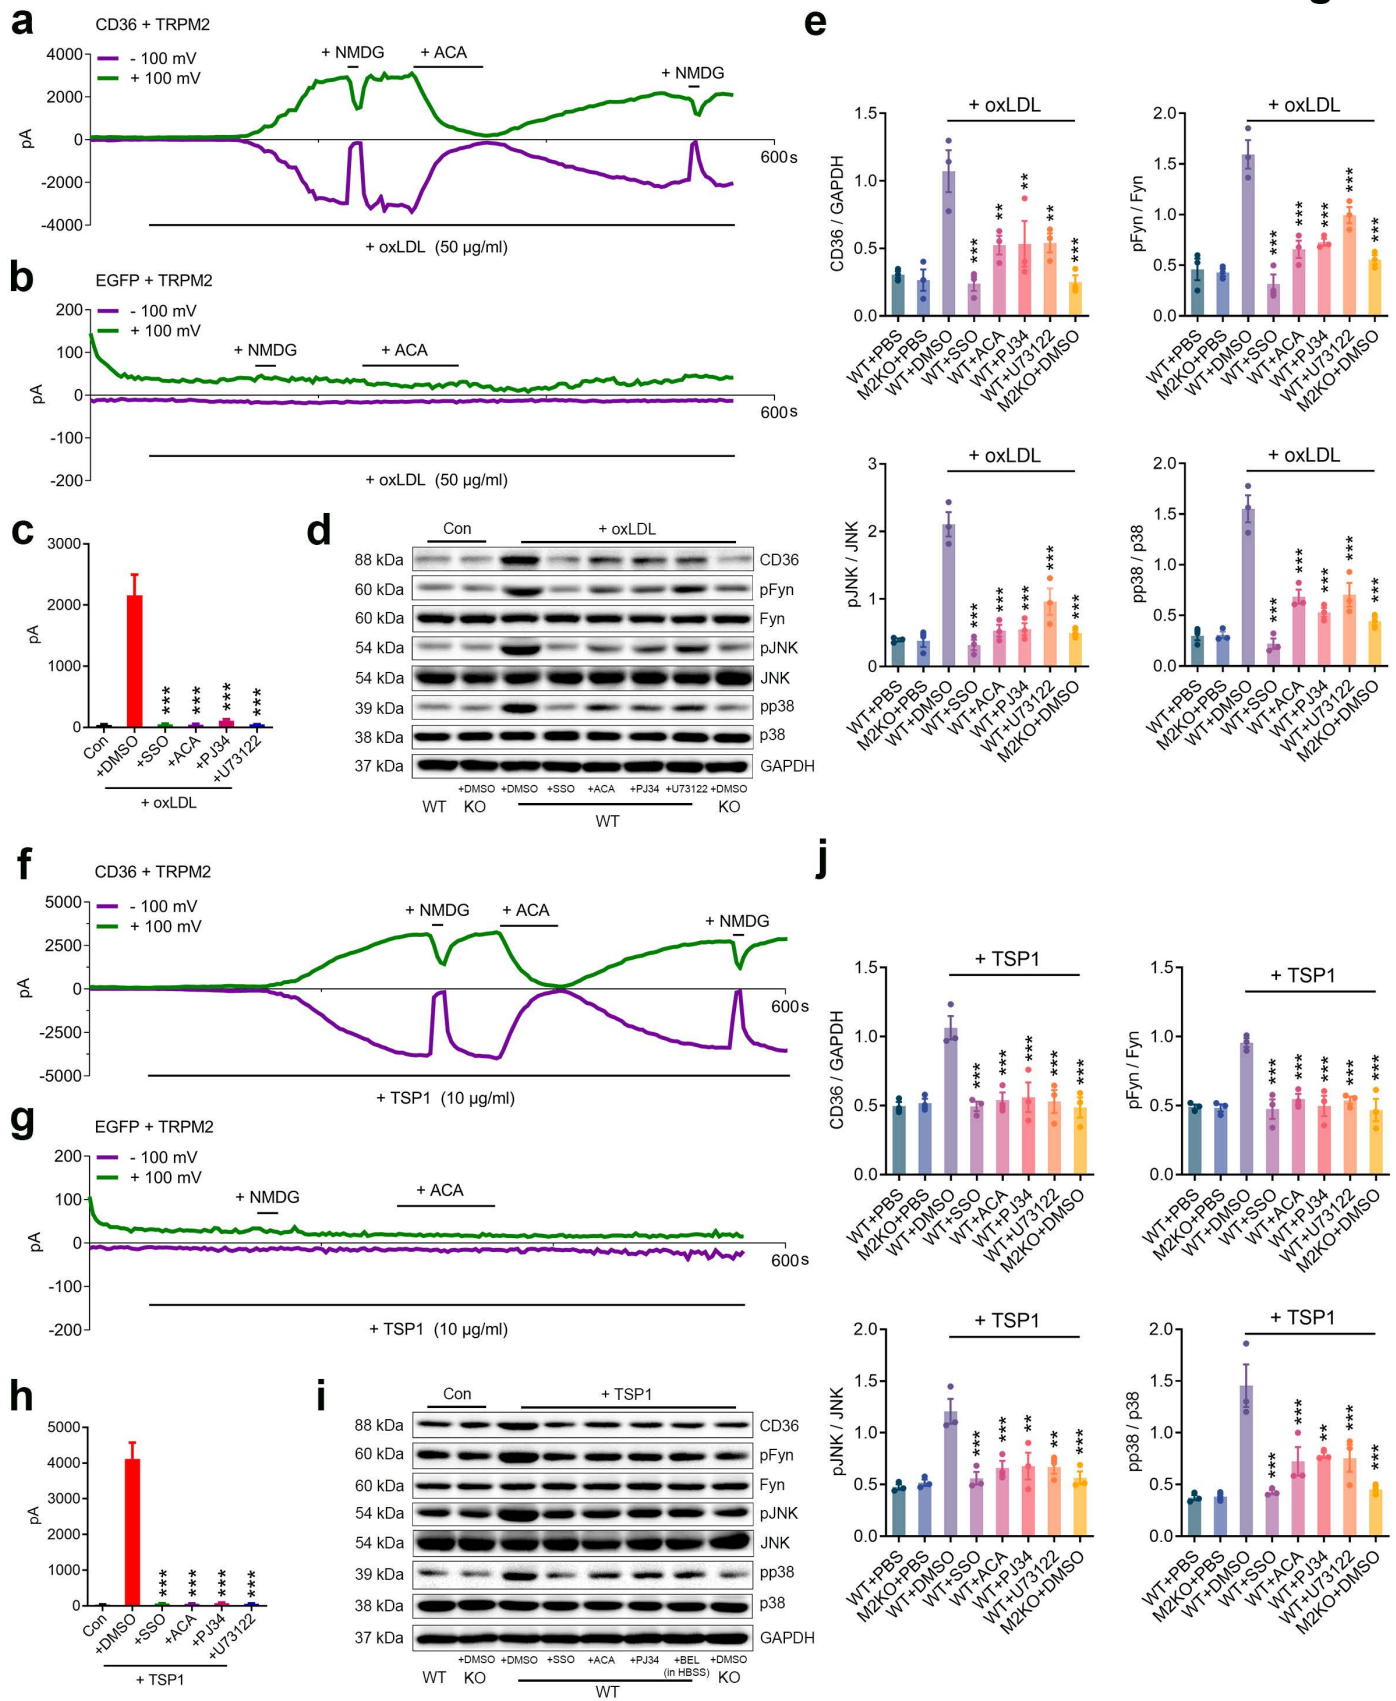 a
CD36 + TRPM2
- 100 mV
+ 100 mV
+ NMDG
+ ACA
+ NMDG
4000
2000
0
-2000
-4000
pA
600s
+ oxLDL (50 µg/ml)
b
EGFP + TRPM2
- 100 mV
+ 100 mV
+ NMDG
+ ACA
200
100
0
-100
-200
pA
600s
+ oxLDL (50 µg/ml)
c
3000
2000
1000
0
pA
***
***
***
***
Con
+DMSO
+SSO
+ACA
+PJ34
+U73122
+ oxLDL
d
Con
+ oxLDL
88 kDa
CD36
60 kDa
pFyn
60 kDa
Fyn
54 kDa
pJNK
54 kDa
JNK
39 kDa
pp38
38 kDa
p38
37 kDa
GAPDH
+DMSO +DMSO +SSO +ACA +PJ34 +U73122 +DMSO
WT KO WT KO
e
+ oxLDL
1.5
1.0
0.5
0.0
CD36 / GAPDH
***
**
**
**
***
WT+PBS
M2KO+PBS
WT+DMSO
WT+SSO
WT+ACA
WT+PJ34
WT+U73122
M2KO+DMSO
+ oxLDL
2.0
1.5
1.0
0.5
0.0
pFyn / Fyn
***
***
***
***
***
WT+PBS
M2KO+PBS
WT+DMSO
WT+SSO
WT+ACA
WT+PJ34
WT+U73122
M2KO+DMSO
+ oxLDL
3
2
1
0
pJNK / JNK
***
***
***
***
***
WT+PBS
M2KO+PBS
WT+DMSO
WT+SSO
WT+ACA
WT+PJ34
WT+U73122
M2KO+DMSO
+ oxLDL
2.0
1.5
1.0
0.5
0.0
pp38 / p38
***
***
***
***
***
WT+PBS
M2KO+PBS
WT+DMSO
WT+SSO
WT+ACA
WT+PJ34
WT+U73122
M2KO+DMSO
f
CD36 + TRPM2
- 100 mV
+ 100 mV
+ NMDG
+ ACA
+ NMDG
5000
2500
0
-2500
-5000
pA
600s
+ TSP1 (10 µg/ml)
g
EGFP + TRPM2
- 100 mV
+ 100 mV
+ NMDG
+ ACA
200
100
0
-100
-200
pA
600s
+ TSP1 (10 µg/ml)
h
5000
4000
3000
2000
1000
0
pA
***
***
***
***
Con
+DMSO
+SSO
+ACA
+PJ34
+U73122
+ TSP1
i
Con
+ TSP1
88 kDa
CD36
60 kDa
pFyn
60 kDa
Fyn
54 kDa
pJNK
54 kDa
JNK
39 kDa
pp38
38 kDa
p38
37 kDa
GAPDH
+DMSO +DMSO +SSO +ACA +PJ34 +BEL +DMSO
(in HBSS)
WT KO WT KO
j
+ TSP1
1.5
1.0
0.5
0.0
CD36 / GAPDH
***
***
***
***
***
WT+PBS
M2KO+PBS
WT+DMSO
WT+SSO
WT+ACA
WT+PJ34
WT+U73122
M2KO+DMSO
+ TSP1
1.5
1.0
0.5
0.0
pFyn / Fyn
***
***
***
***
***
WT+PBS
M2KO+PBS
WT+DMSO
WT+SSO
WT+ACA
WT+PJ34
WT+U73122
M2KO+DMSO
+ TSP1
2.0
1.5
1.0
0.5
0.0
pJNK / JNK
***
***
**
**
***
WT+PBS
M2KO+PBS
WT+DMSO
WT+SSO
WT+ACA
WT+PJ34
WT+U73122
M2KO+DMSO
+ TSP1
2.0
1.5
1.0
0.5
0.0
pp38 / p38
***
***
**
***
***
WT+PBS
M2KO+PBS
WT+DMSO
WT+SSO
WT+ACA
WT+PJ34
WT+U73122
M2KO+DMSO